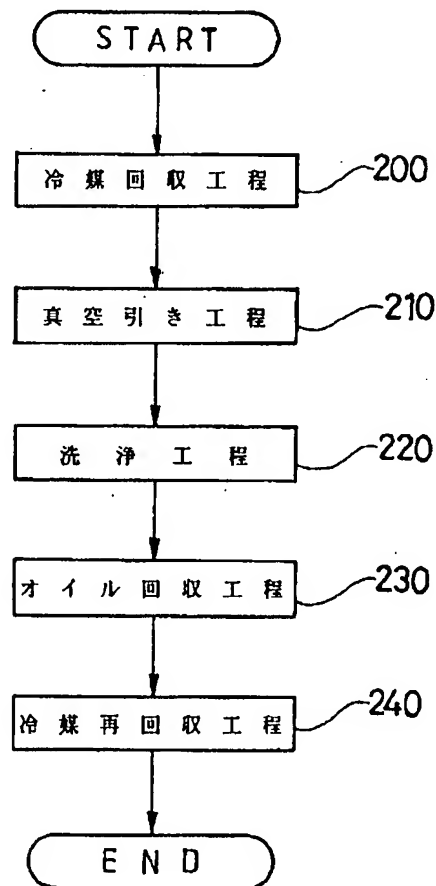 START
冷媒回収工程 200
真空引き工程 210
洗浄工程 220
オイル回収工程 230
冷媒再回収工程 240
END